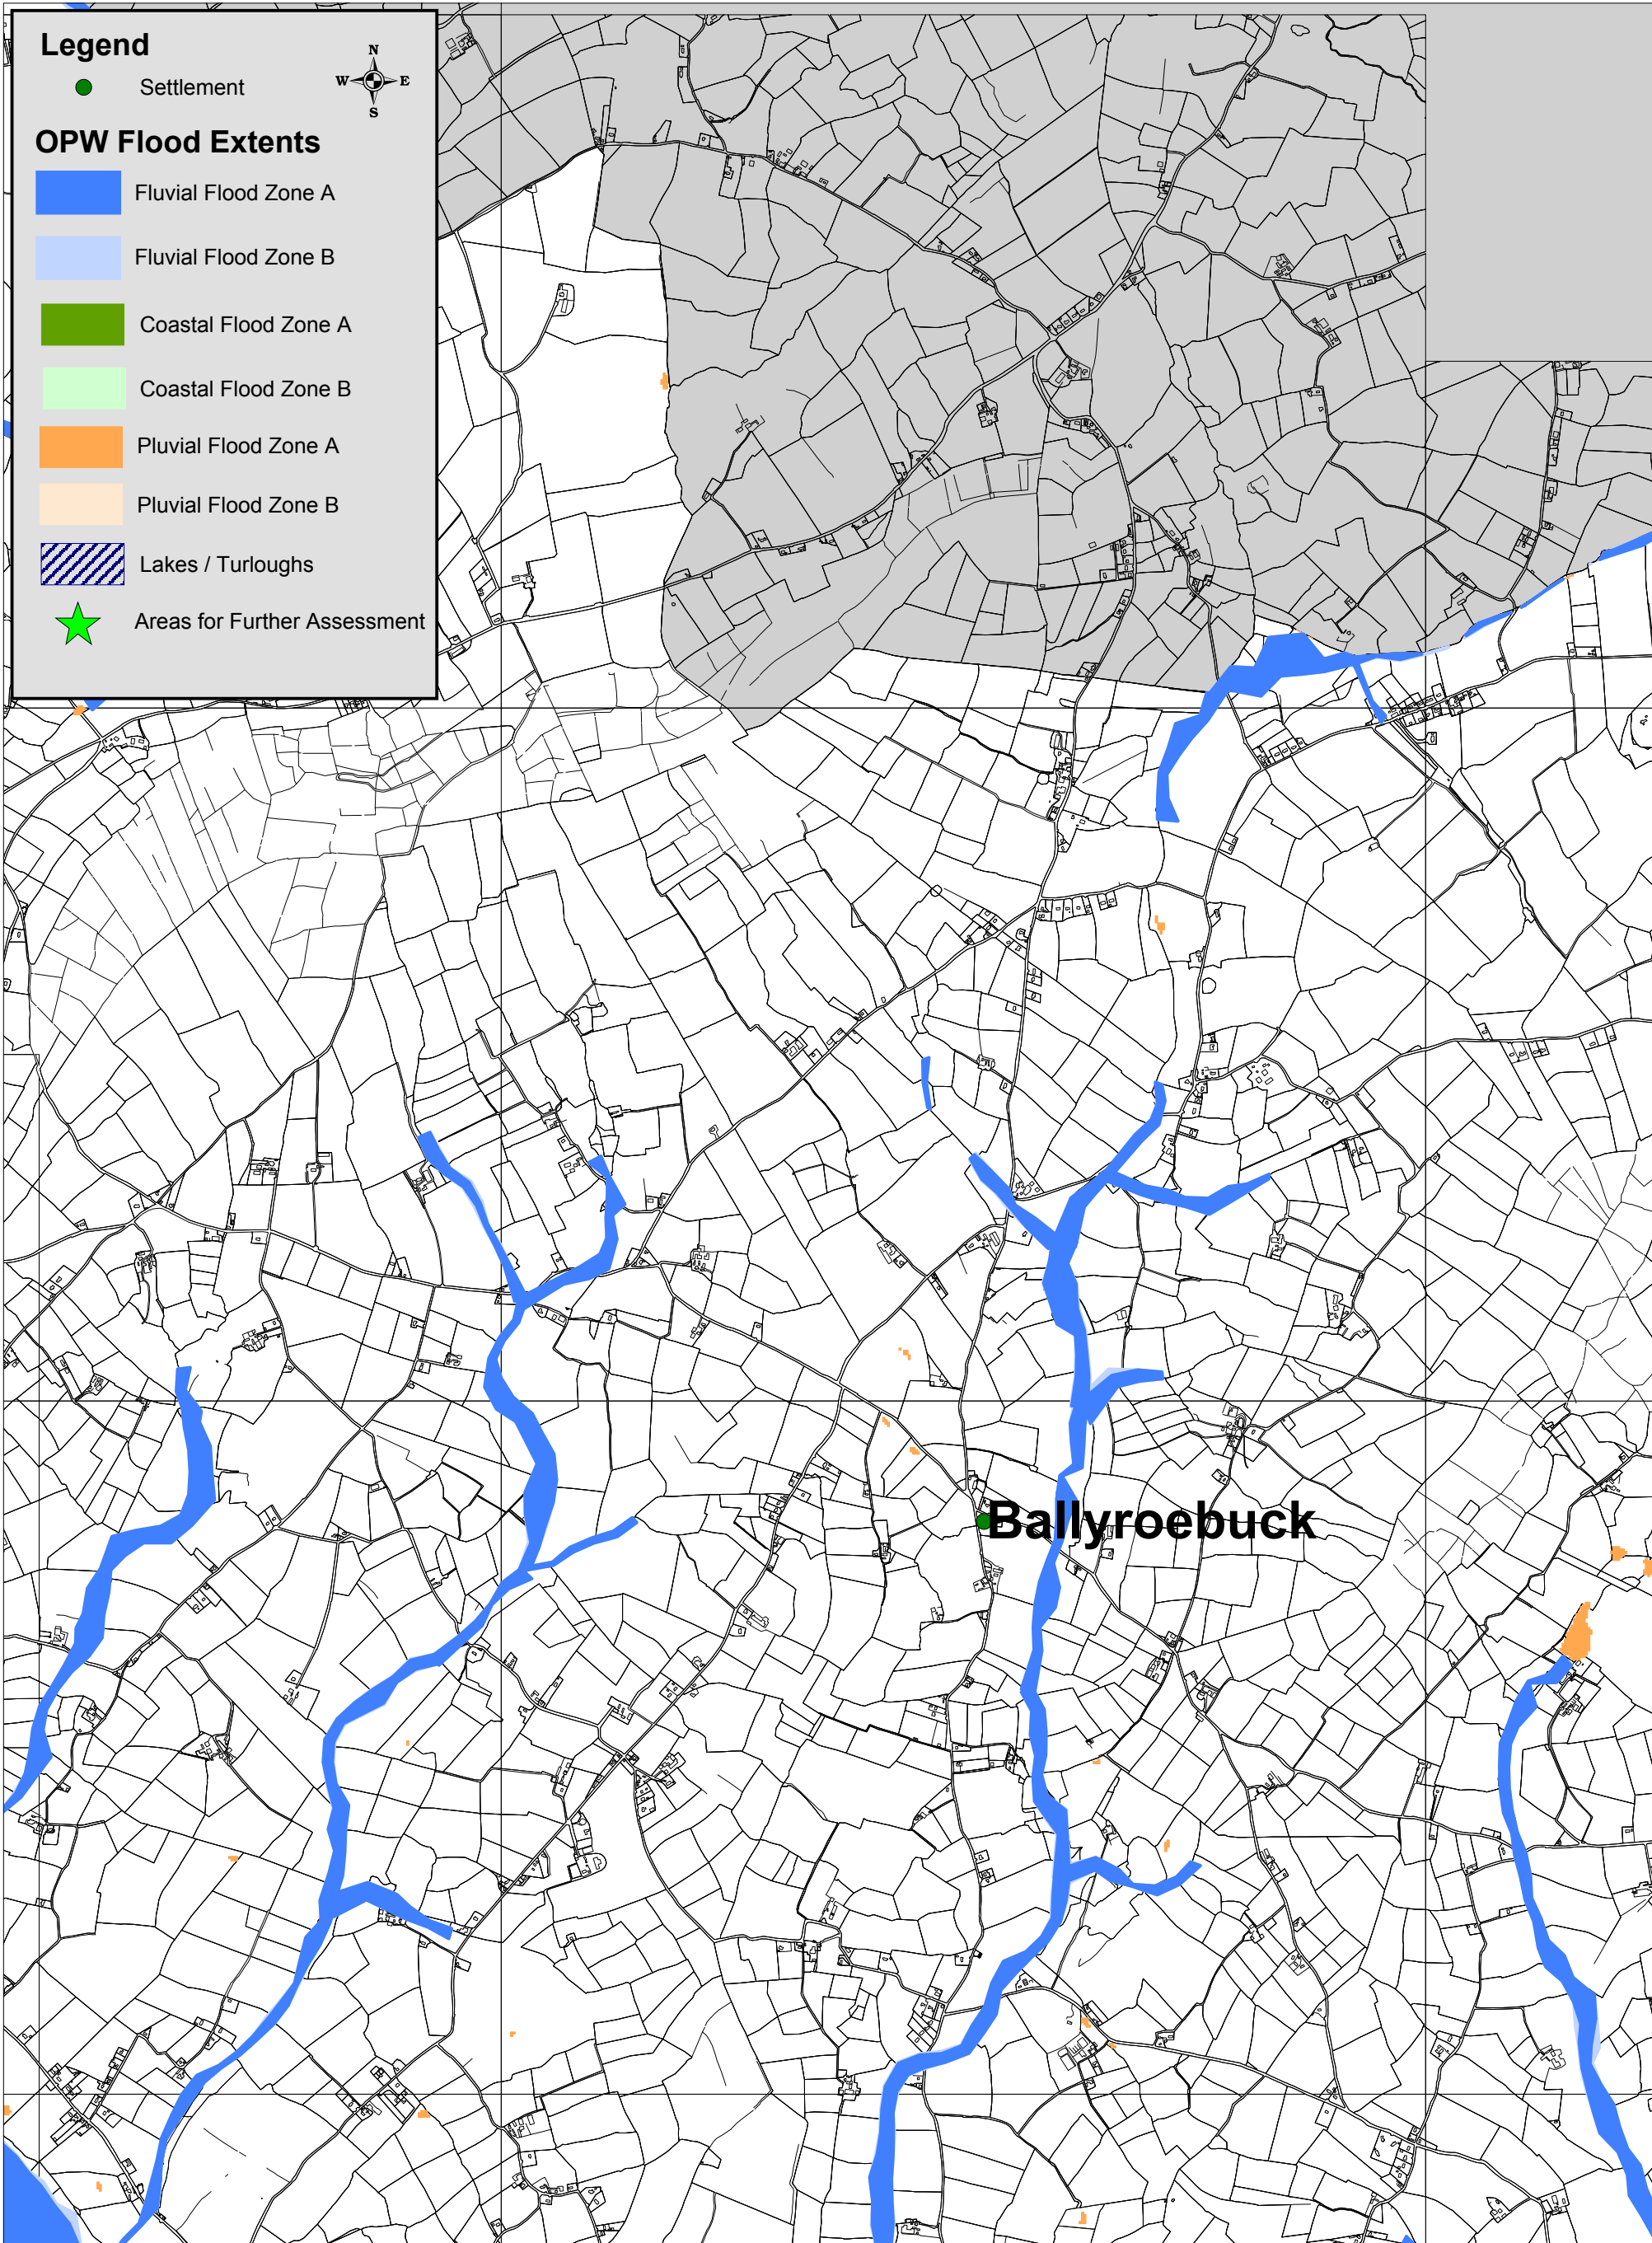 Legend
N
W E
S
Settlement
OPW Flood Extents
Fluvial Flood Zone A
Fluvial Flood Zone B
Coastal Flood Zone A
Coastal Flood Zone B
Pluvial Flood Zone A
Pluvial Flood Zone B
Lakes / Turloughs
Areas for Further Assessment
Ballyroebuck